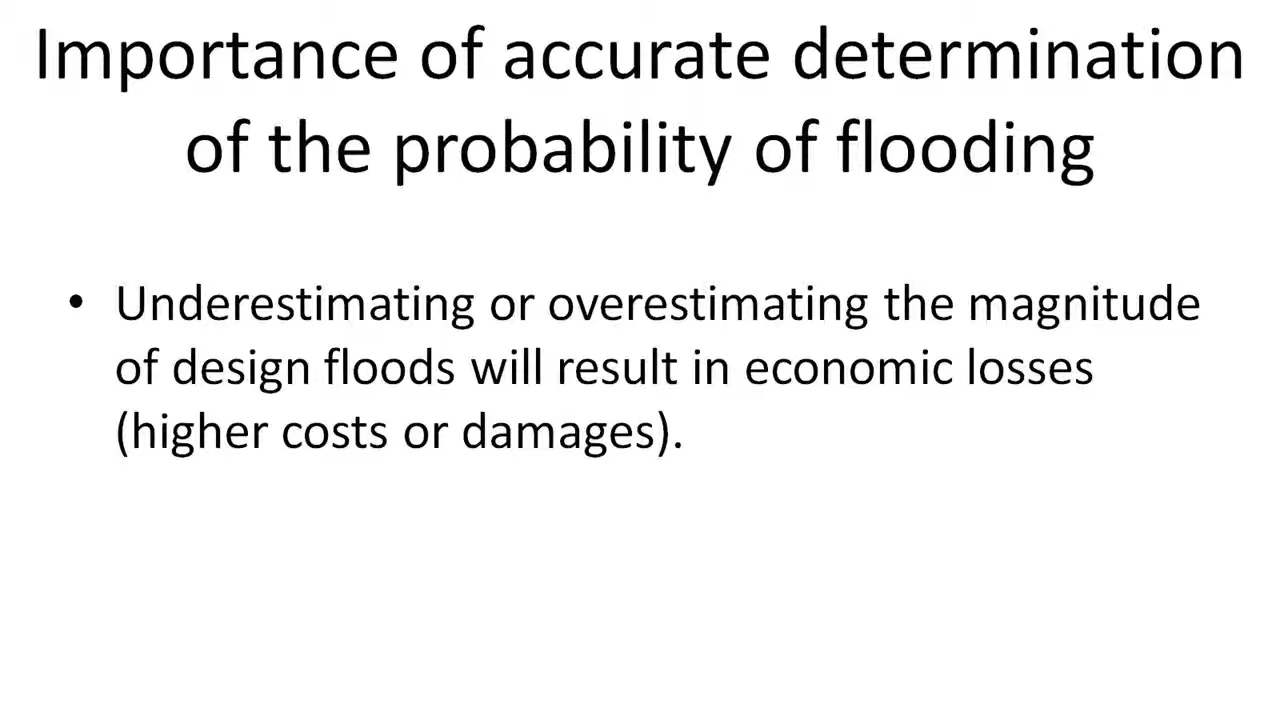 Importance of accurate determination
of the probability of flooding
• Underestimating or overestimating the magnitude
of design floods will result in economic losses
(higher costs or damages).